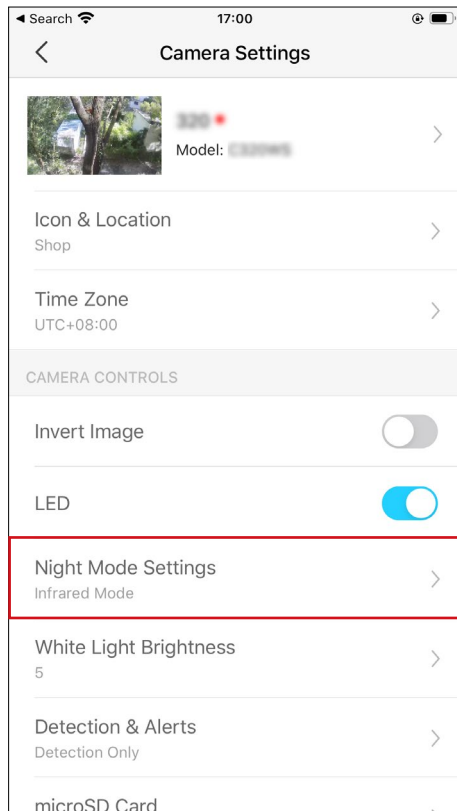 Search
17:00
Camera Settings
Model:
Icon & Location
Shop
Time Zone
UTC+08:00
CAMERA CONTROLS
Invert Image
LED
Night Mode Settings
Infrared Mode
White Light Brightness
5
Detection & Alerts
Detection Only
microSD Card